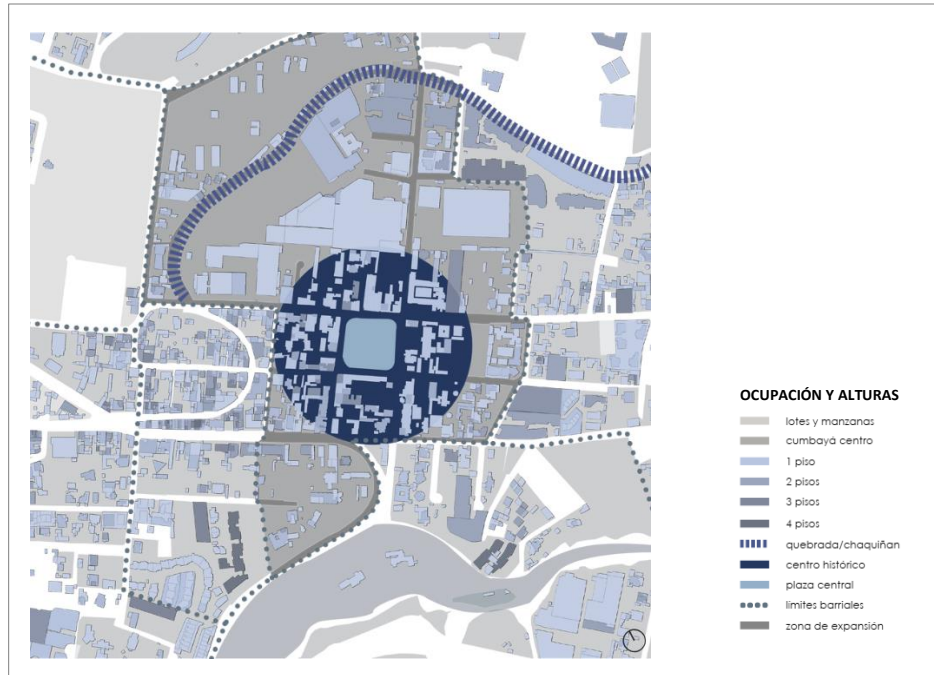 OCUPACIÓN Y ALTURAS
lotes y manzanas
cumbayá centro
1 piso
2 pisos
3 pisos
4 pisos
quebrada/chaquiñan
centro histórico
plaza central
límites barriales
zona de expansión